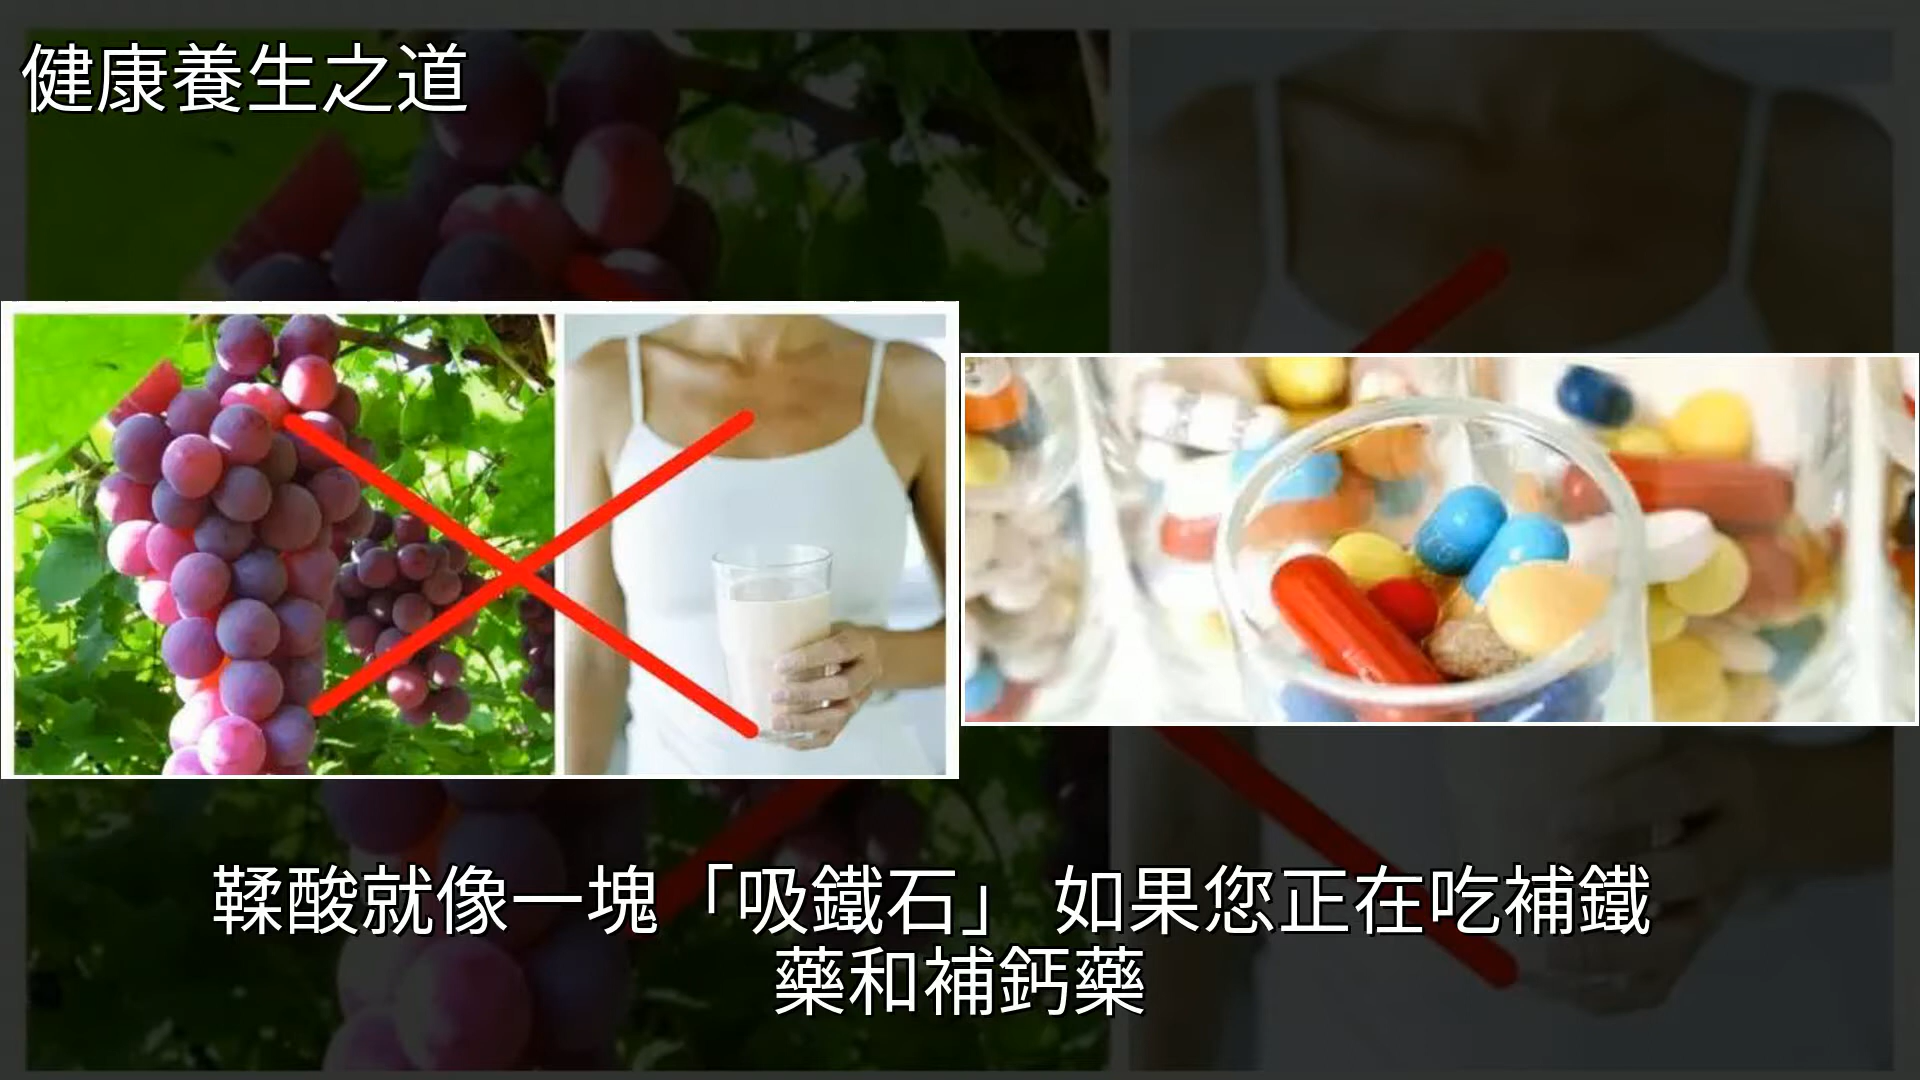 健康養生之道
鞣酸就像一塊「吸鐵石」 如果您正在吃補鐵
藥和補鈣藥